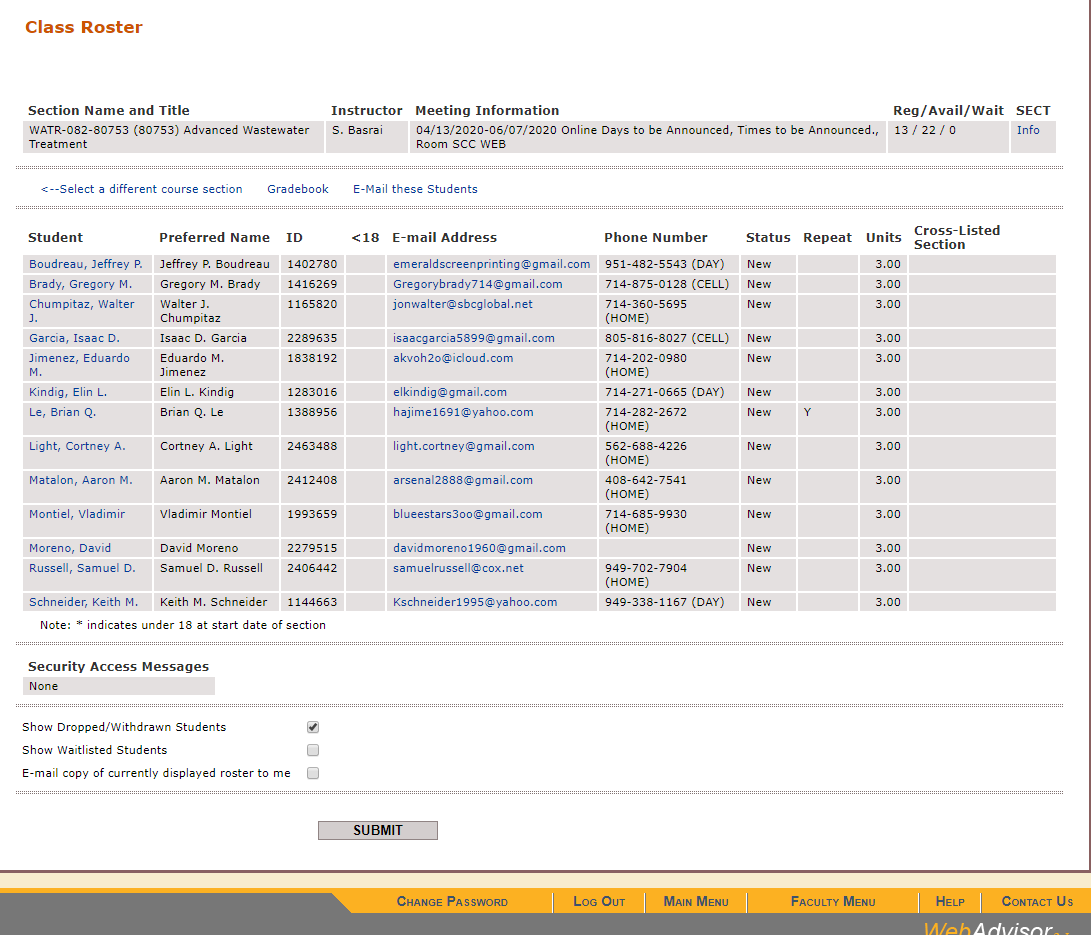 Class Roster
Section Name and Title Instructor Meeting Information Reg/Avail/Wait SECT
WATR-082-80753 (80753) Advanced Wastewater Treatment S. Basrai 04/13/2020-06/07/2020 Online Days to be Announced, Times to be Announced., Room SCC WEB 13 / 22 / 0 Info
<--Select a different course section Gradebook E-Mail these Students
Student Preferred Name ID <18 E-mail Address Phone Number Status Repeat Units Cross-Listed Section
Boudreau, Jeffrey P. Jeffrey P. Boudreau 1402780 emeraldscreenprinting@gmail.com 951-482-5543 (DAY) New 3.00
Brady, Gregory M. Gregory M. Brady 1416269 Gregorybrady714@gmail.com 714-875-0128 (CELL) New 3.00
Chumpitaz, Walter J. Walter J. Chumpitaz 1165820 jonwalter@sbcglobal.net 714-360-5695 (HOME) New 3.00
Garcia, Isaac D. Isaac D. Garcia 2289635 isaacgarcia5899@gmail.com 805-816-8027 (CELL) New 3.00
Jimenez, Eduardo M. Eduardo M. Jimenez 1838192 akvoh2o@icloud.com 714-202-0980 (HOME) New 3.00
Kindig, Elin L. Elin L. Kindig 1283016 elkindig@gmail.com 714-271-0665 (DAY) New 3.00
Le, Brian Q. Brian Q. Le 1388956 hajime1691@yahoo.com 714-282-2672 (HOME) New Y 3.00
Light, Cortney A. Cortney A. Light 2463488 light.cortney@gmail.com 562-688-4226 (HOME) New 3.00
Matalon, Aaron M. Aaron M. Matalon 2412408 arsenal2888@gmail.com 408-642-7541 (HOME) New 3.00
Montiel, Vladimir Vladimir Montiel 1993659 blueestars3oo@gmail.com 714-685-9930 (HOME) New 3.00
Moreno, David David Moreno 2279515 davidmoreno1960@gmail.com New 3.00
Russell, Samuel D. Samuel D. Russell 2406442 samuelrussell@cox.net 949-702-7904 (HOME) New 3.00
Schneider, Keith M. Keith M. Schneider 1144663 Kschneider1995@yahoo.com 949-338-1167 (DAY) New 3.00
Note: * indicates under 18 at start date of section
Security Access Messages
None
Show Dropped/Withdrawn Students
Show Waitlisted Students
E-mail copy of currently displayed roster to me
SUBMIT
Change Password Log Out Main Menu Faculty Menu Help Contact Us
WebAdvisor